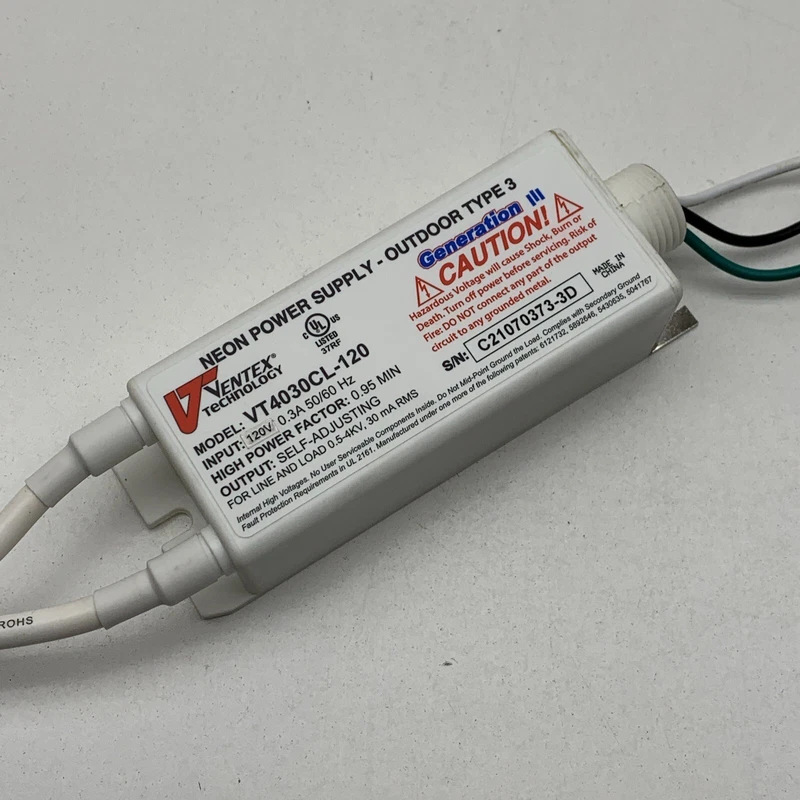 NEON POWER SUPPLY - OUTDOOR TYPE 3
VENTEX®
TECHNOLOGY
C UL US
LISTED
37RF
MODEL: VT4030CL-120
INPUT: 120V 0.3A 50/60 Hz
HIGH POWER FACTOR: 0.95 MIN
OUTPUT: SELF-ADJUSTING
FOR LINE AND LOAD 0.5-4KV, 30 mA RMS
Generation III
CAUTION!
Hazardous Voltage will cause Shock, Burn or
Death. Turn off power before servicing. Risk of
Fire: DO NOT connect any part of the output
circuit to any grounded metal.
MADE IN
CHINA
S/N: C21070373-3D
Internal High Voltages. No User Serviceable Components Inside. Do Not Mid-Point Ground the Load. Complies with Secondary Ground
Fault Protection Requirements in UL 2161. Manufactured under one more of the following patents: 6121732, 5892646, 5430635, 5041767
ROHS